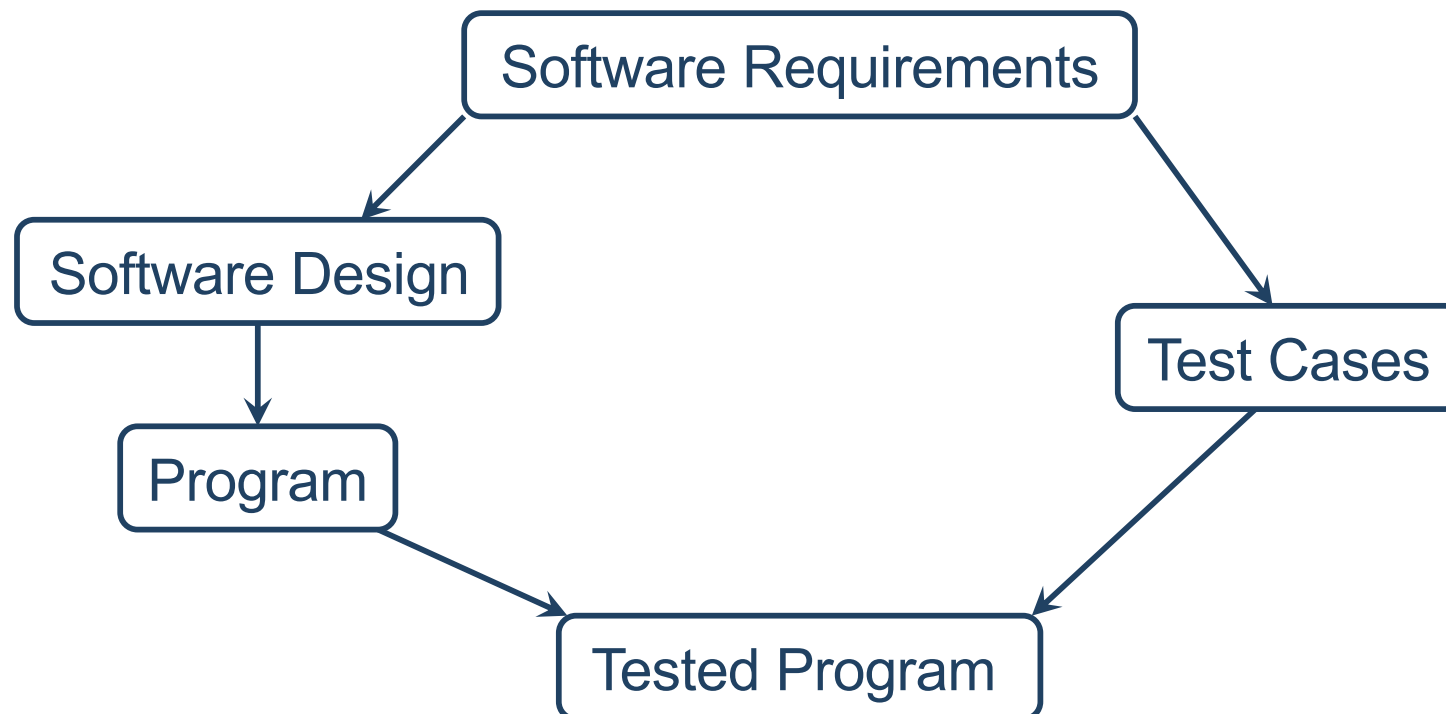 Software Requirements
Software Design
Test Cases
Program
Tested Program